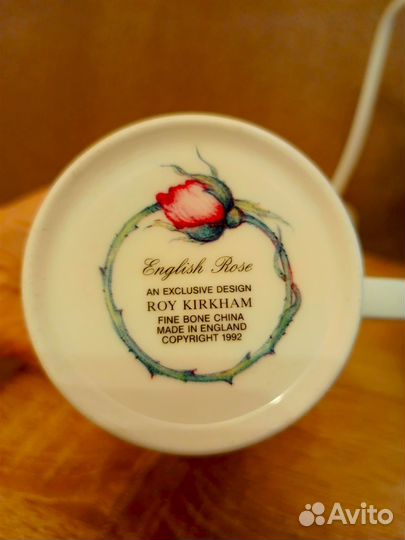 English Rose
AN EXCLUSIVE DESIGN
ROY KIRKHAM
FINE BONE CHINA
MADE IN ENGLAND
COPYRIGHT 1992
Avito